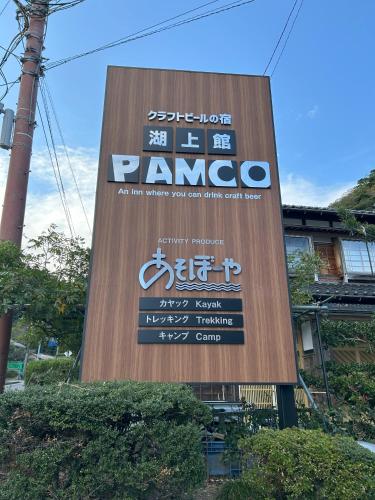 クラフトビールの宿
湖上館
PAMCO
An inn where you can drink craft beer
ACTIVITY PRODUCE
あそぼーや
カヤック Kayak
トレッキング Trekking
キャンプ Camp